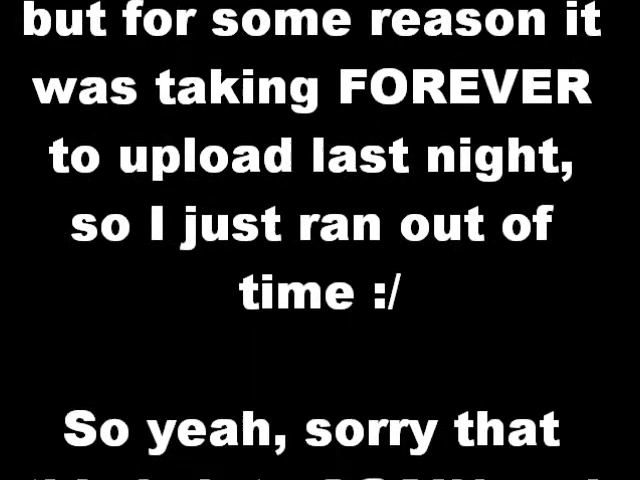 but for some reason it
was taking FOREVER
to upload last night,
so I just ran out of
time :/
So yeah, sorry that